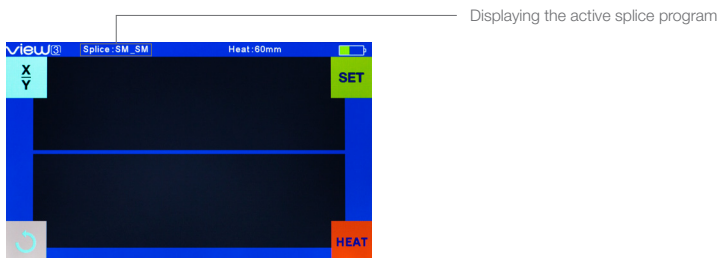 Displaying the active splice program
view3 Splice:SM_SM Heat:60mm
X
Y
SET
HEAT